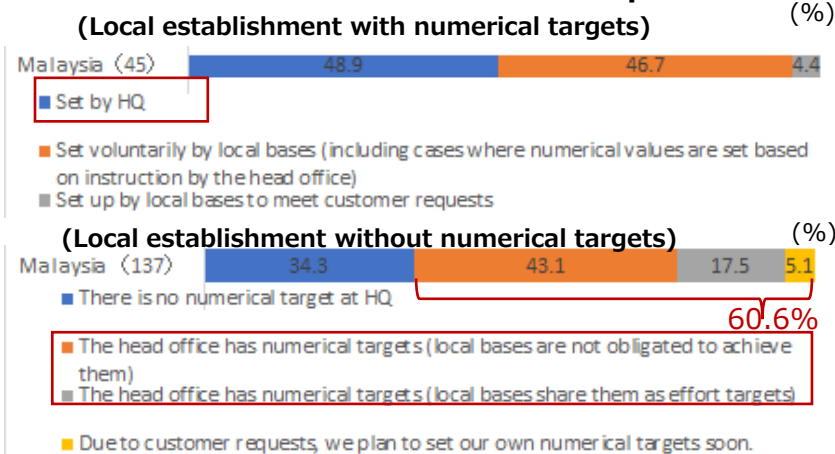 (%)
(Local establishment with numerical targets)
Malaysia (45) 48.9 46.7 4.4
Set by HQ
Set voluntarily by local bases (including cases where numerical values are set based
on instruction by the head office)
Set up by local bases to meet customer requests
(Local establishment without numerical targets) (%)
Malaysia (137) 34.3 43.1 17.5 5.1
There is no numerical target at HQ
60.6%
The head office has numerical targets (local bases are not obligated to achieve
them)
The head office has numerical targets (local bases share them as effort targets)
Due to customer requests, we plan to set our own numerical targets soon.